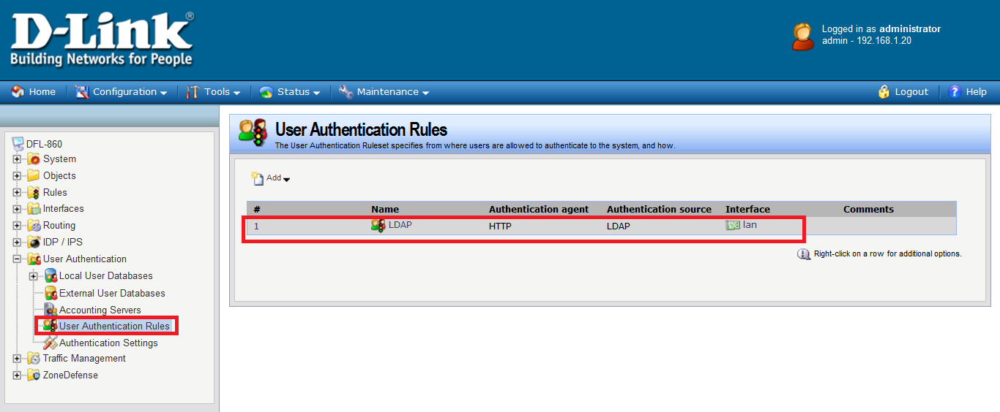 D-Link®
Building Networks for People
Logged in as administrator
admin - 192.168.1.20
Home Configuration Tools Status Maintenance Logout Help
DFL-860
System
Objects
Rules
Interfaces
Routing
IDP / IPS
User Authentication
Local User Databases
External User Databases
Accounting Servers
User Authentication Rules
Authentication Settings
Traffic Management
ZoneDefense
User Authentication Rules
The User Authentication Ruleset specifies from where users are allowed to authenticate to the system, and how.
Add
# Name Authentication agent Authentication source Interface Comments
1 LDAP HTTP LDAP lan
Right-click on a row for additional options.